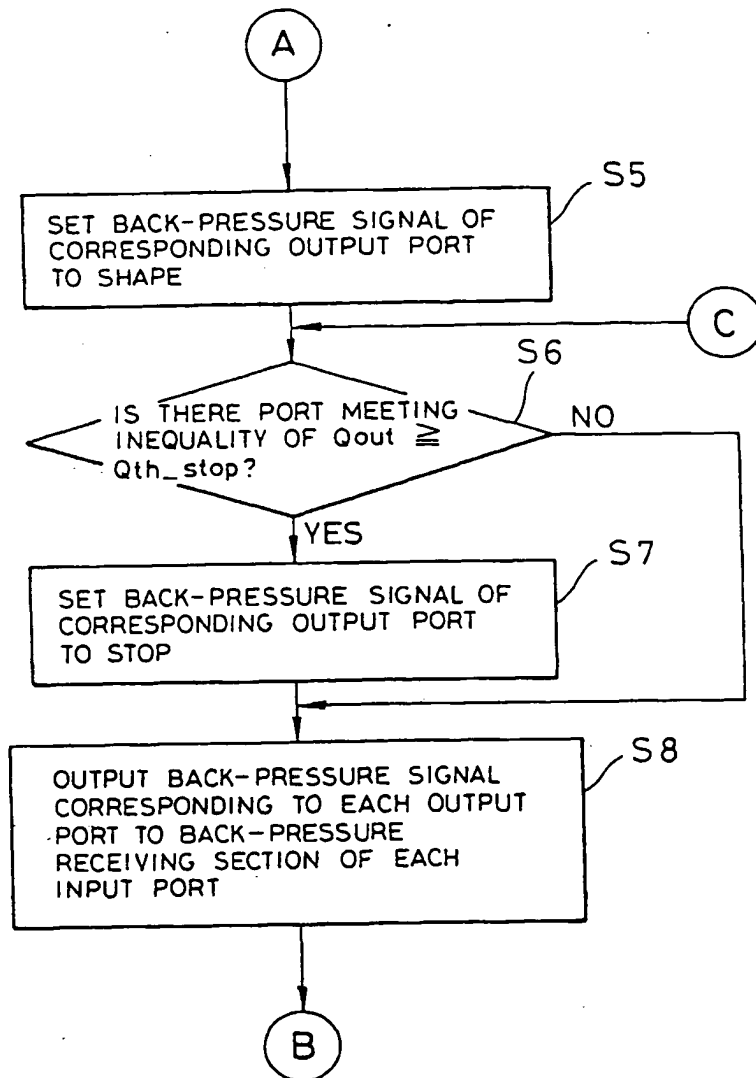 A
S5
SET BACK-PRESSURE SIGNAL OF
CORRESPONDING OUTPUT PORT
TO SHAPE
C
S6
IS THERE PORT MEETING
INEQUALITY OF Qout ≧
Qth_stop?
NO
YES
S7
SET BACK-PRESSURE SIGNAL OF
CORRESPONDING OUTPUT PORT
TO STOP
S8
OUTPUT BACK-PRESSURE SIGNAL
CORRESPONDING TO EACH OUTPUT
PORT TO BACK-PRESSURE
RECEIVING SECTION OF EACH
INPUT PORT
B